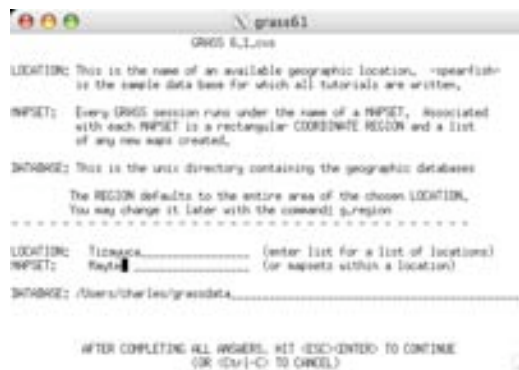 grass61
GRASS 6.1.cvs
LOCATION: This is the name of an available geographic location. -spearfish-
is the sample data base for which all tutorials are written.
MAPSET: Every GRASS session runs under the name of a MAPSET. Associated
with each MAPSET is a rectangular COORDINATE REGION and a list
of any new maps created.
DATABASE: This is the unix directory containing the geographic databases
The REGION defaults to the entire area of the chosen LOCATION.
You may change it later with the command: g.region
- - - - - - - - - - - - - - - - - - - - - - - - - - - - - - - - - -
LOCATION: ____________ (enter list for a list of locations)
MAPSET: ____________ (or mapsets within a location)
DATABASE: /Users/charles/grassdata____________
AFTER COMPLETING ALL ANSWERS, HIT <ESC><ENTER> TO CONTINUE
(OR <Ctrl-C> TO CANCEL)